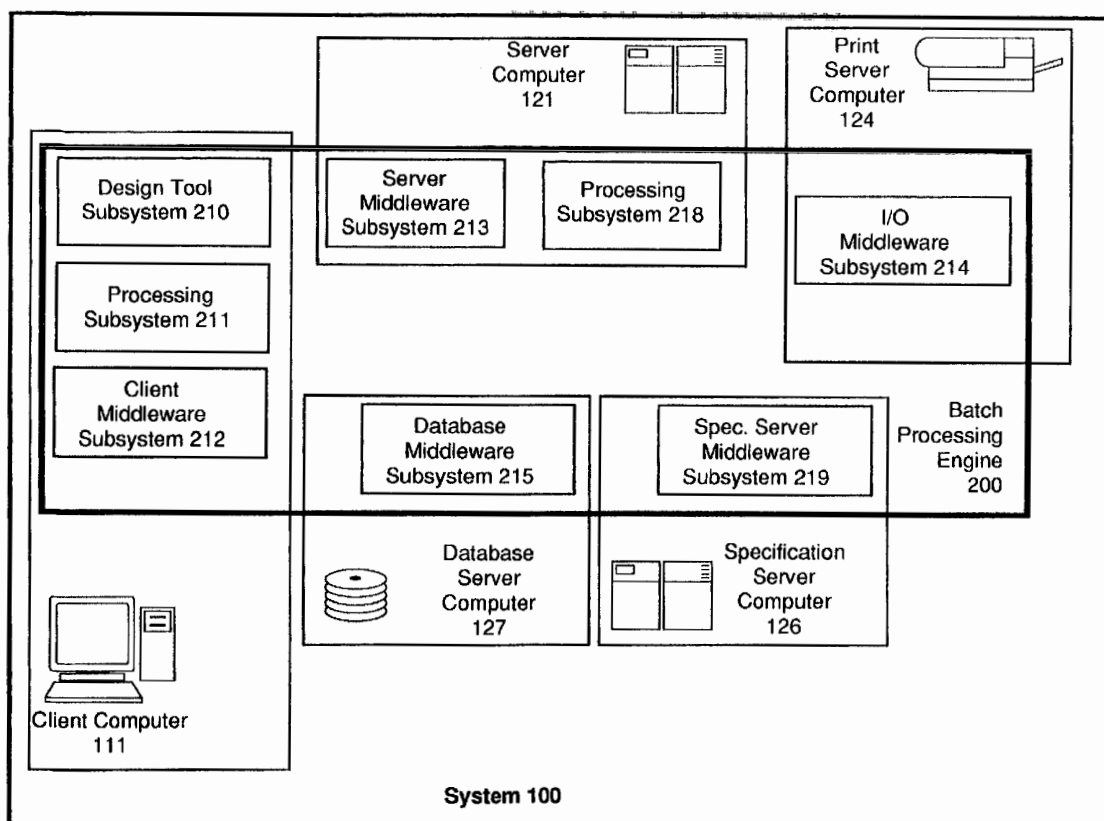 Server
Computer
121
Print
Server
Computer
124
Design Tool
Subsystem 210
Server
Middleware
Subsystem 213
Processing
Subsystem 218
I/O
Middleware
Subsystem 214
Processing
Subsystem 211
Client
Middleware
Subsystem 212
Database
Middleware
Subsystem 215
Spec. Server
Middleware
Subsystem 219
Batch
Processing
Engine
200
Database
Server
Computer
127
Specification
Server
Computer
126
Client Computer
111
System 100